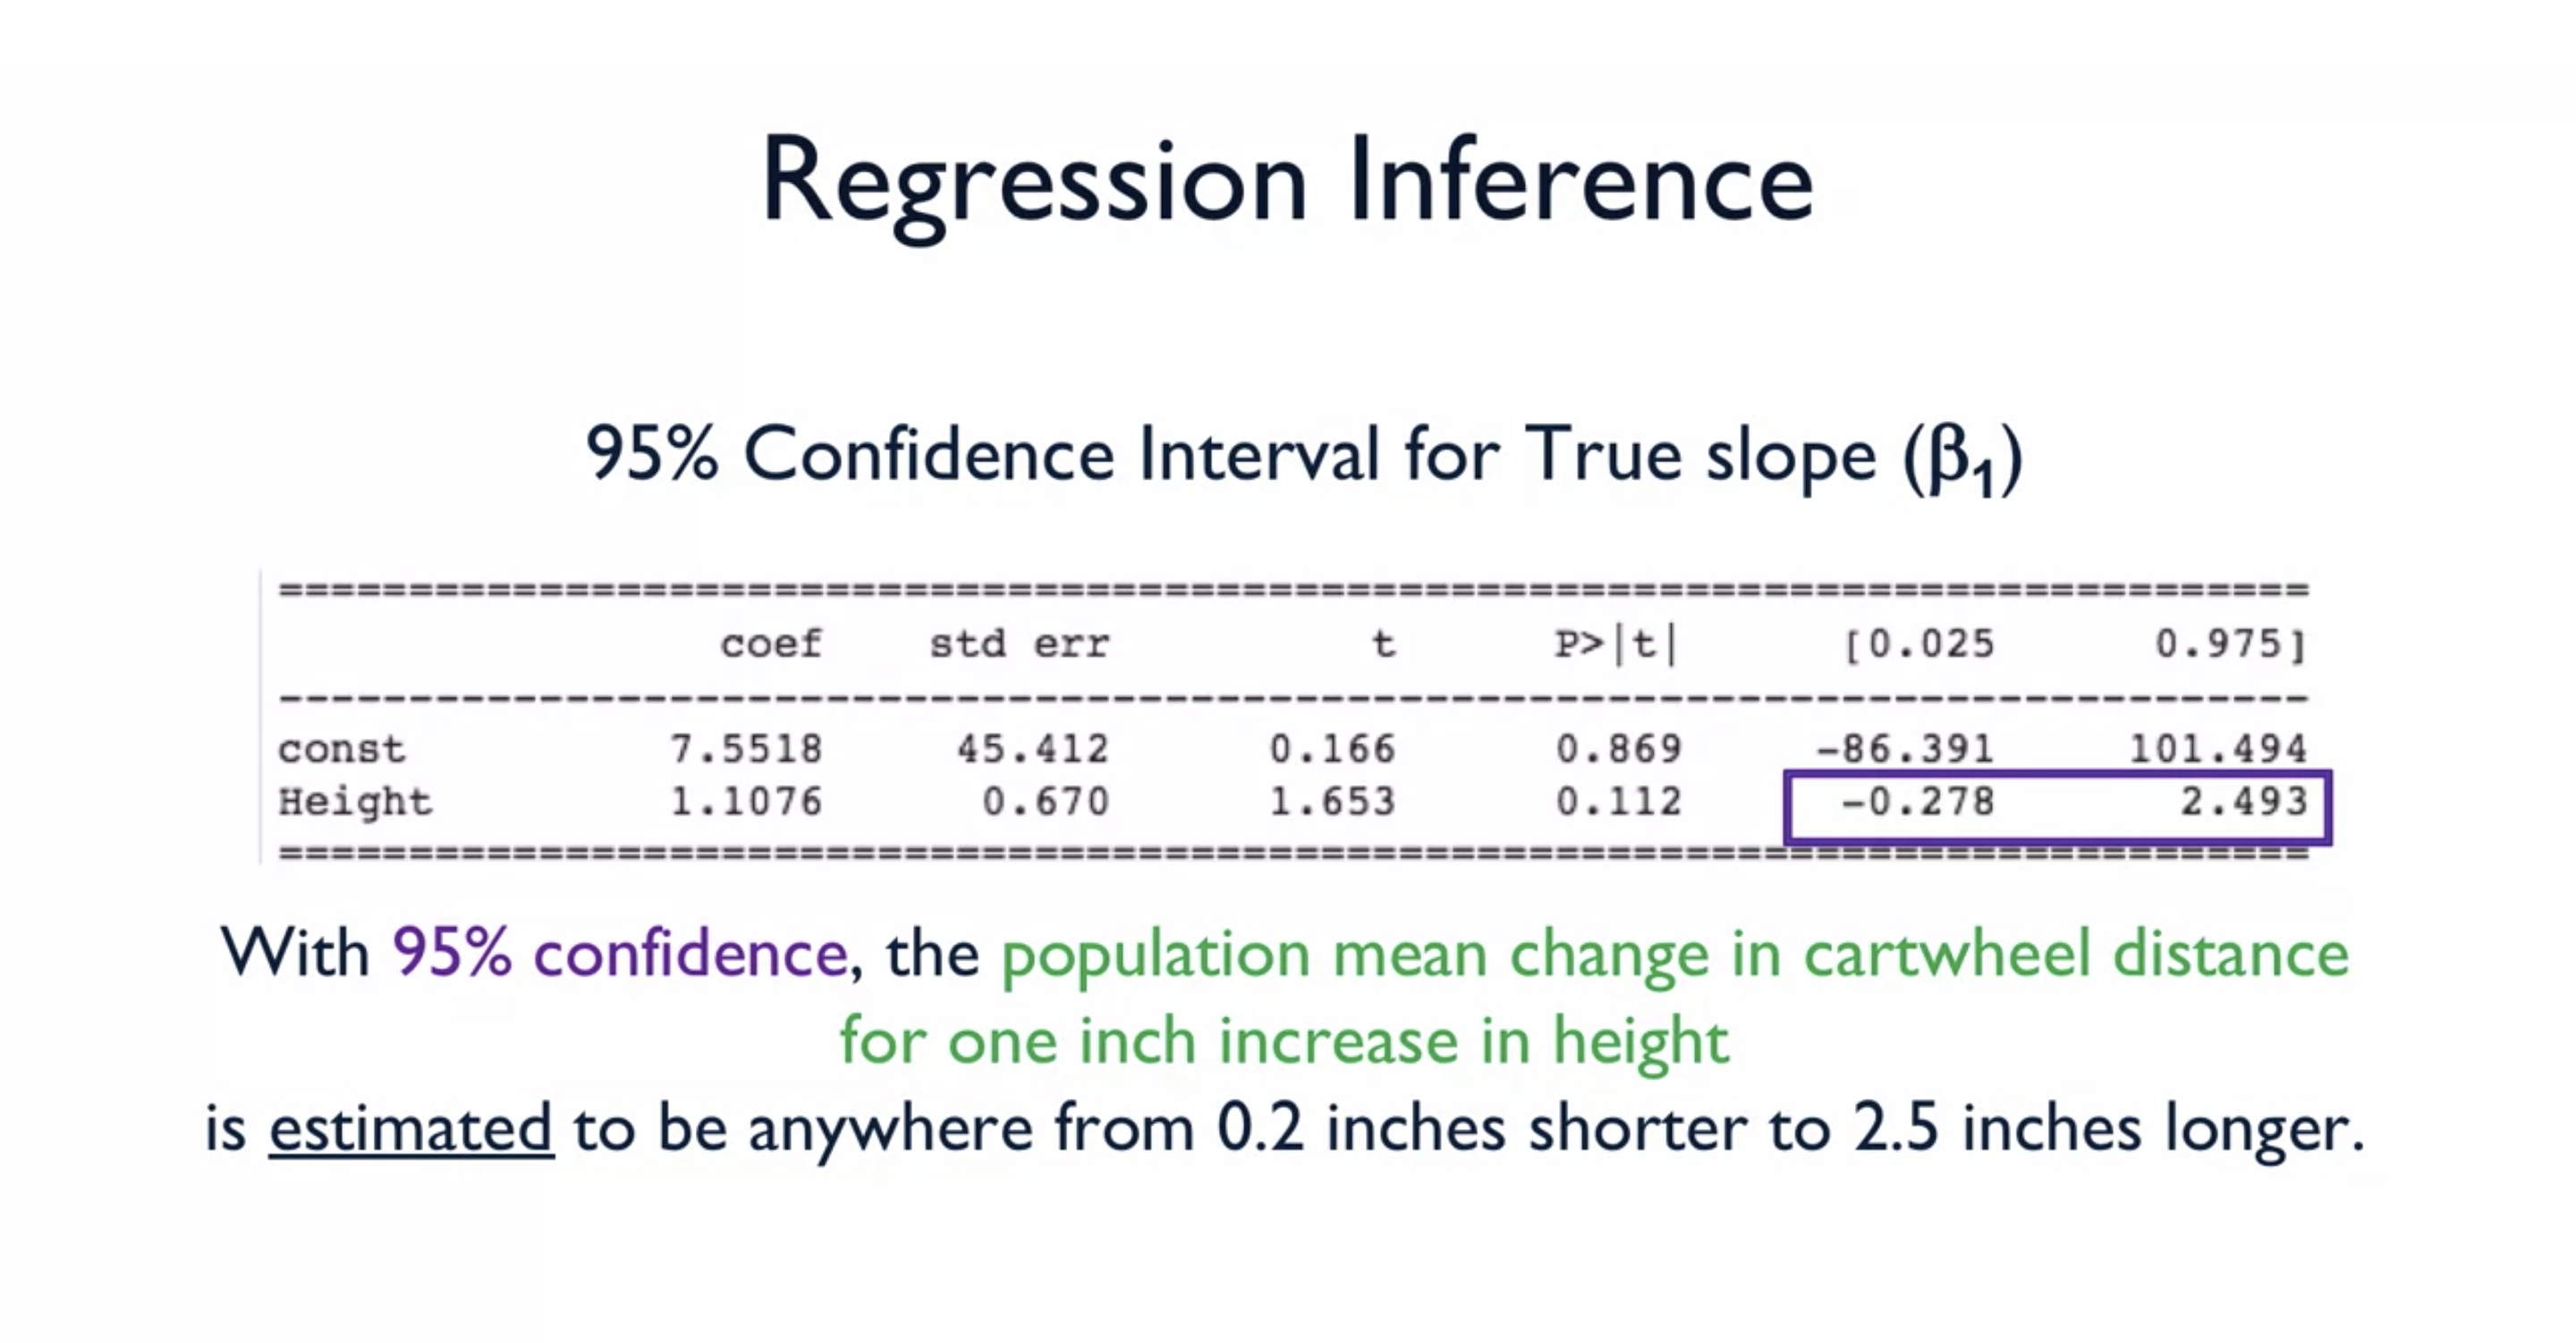 Regression Inference
95% Confidence Interval for True slope (β₁)
==============================================================================
coef std err t P>|t| [0.025 0.975]
------------------------------------------------------------------------------
const 7.5518 45.412 0.166 0.869 -86.391 101.494
Height 1.1076 0.670 1.653 0.112 -0.278 2.493
==============================================================================
With 95% confidence, the population mean change in cartwheel distance
for one inch increase in height
is estimated to be anywhere from 0.2 inches shorter to 2.5 inches longer.